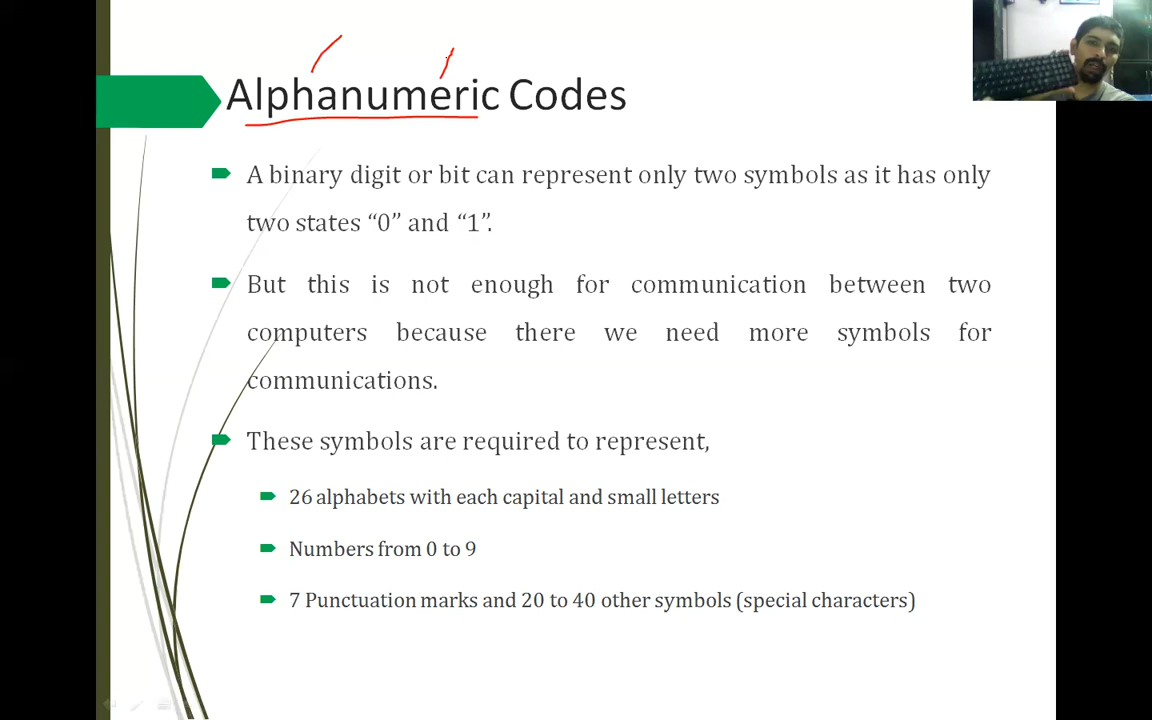 Alphanumeric Codes
A binary digit or bit can represent only two symbols as it has only
two states “0” and “1”.
But this is not enough for communication between two
computers because there we need more symbols for
communications.
These symbols are required to represent,
26 alphabets with each capital and small letters
Numbers from 0 to 9
7 Punctuation marks and 20 to 40 other symbols (special characters)